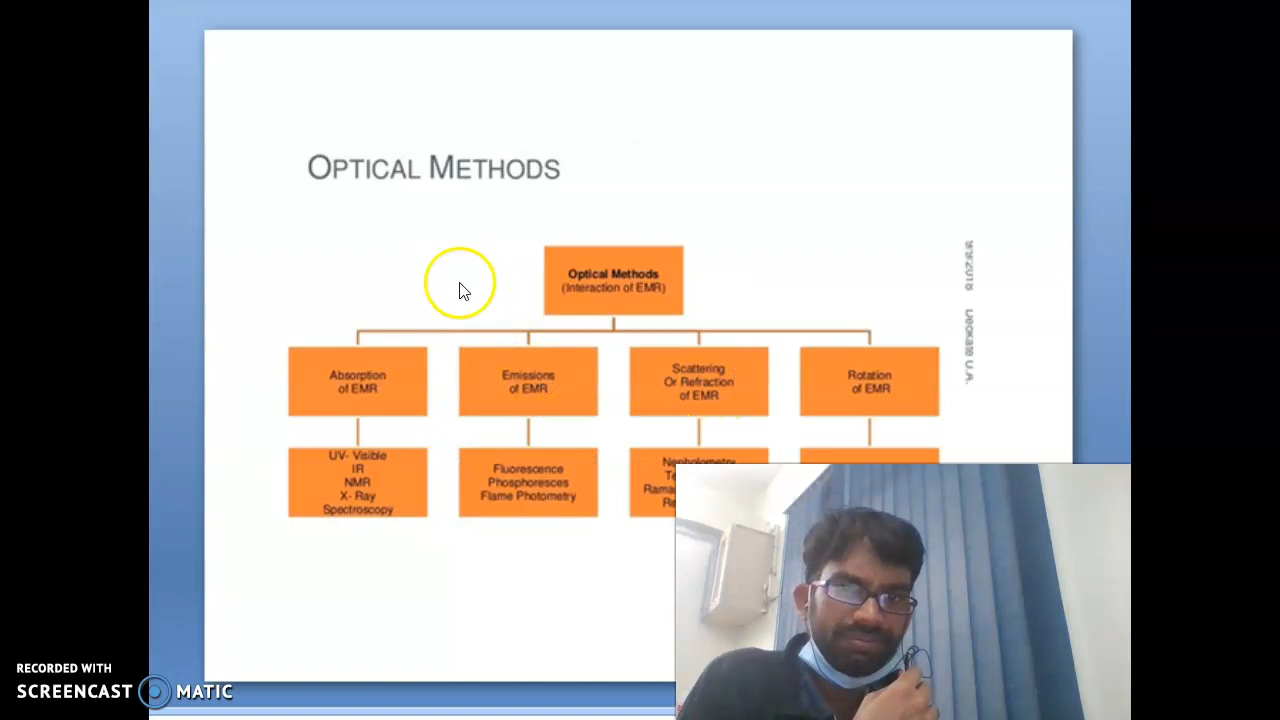 OPTICAL METHODS
Optical Methods
(Interaction of EMR)
Absorption
of EMR
Emissions
of EMR
Scattering
Or Refraction
of EMR
Rotation
of EMR
UV- Visible
IR
NMR
X- Ray
Spectroscopy
Fluorescence
Phosphoresces
Flame Photometry
Deokate U.A.
RECORDED WITH
SCREENCAST MATIC